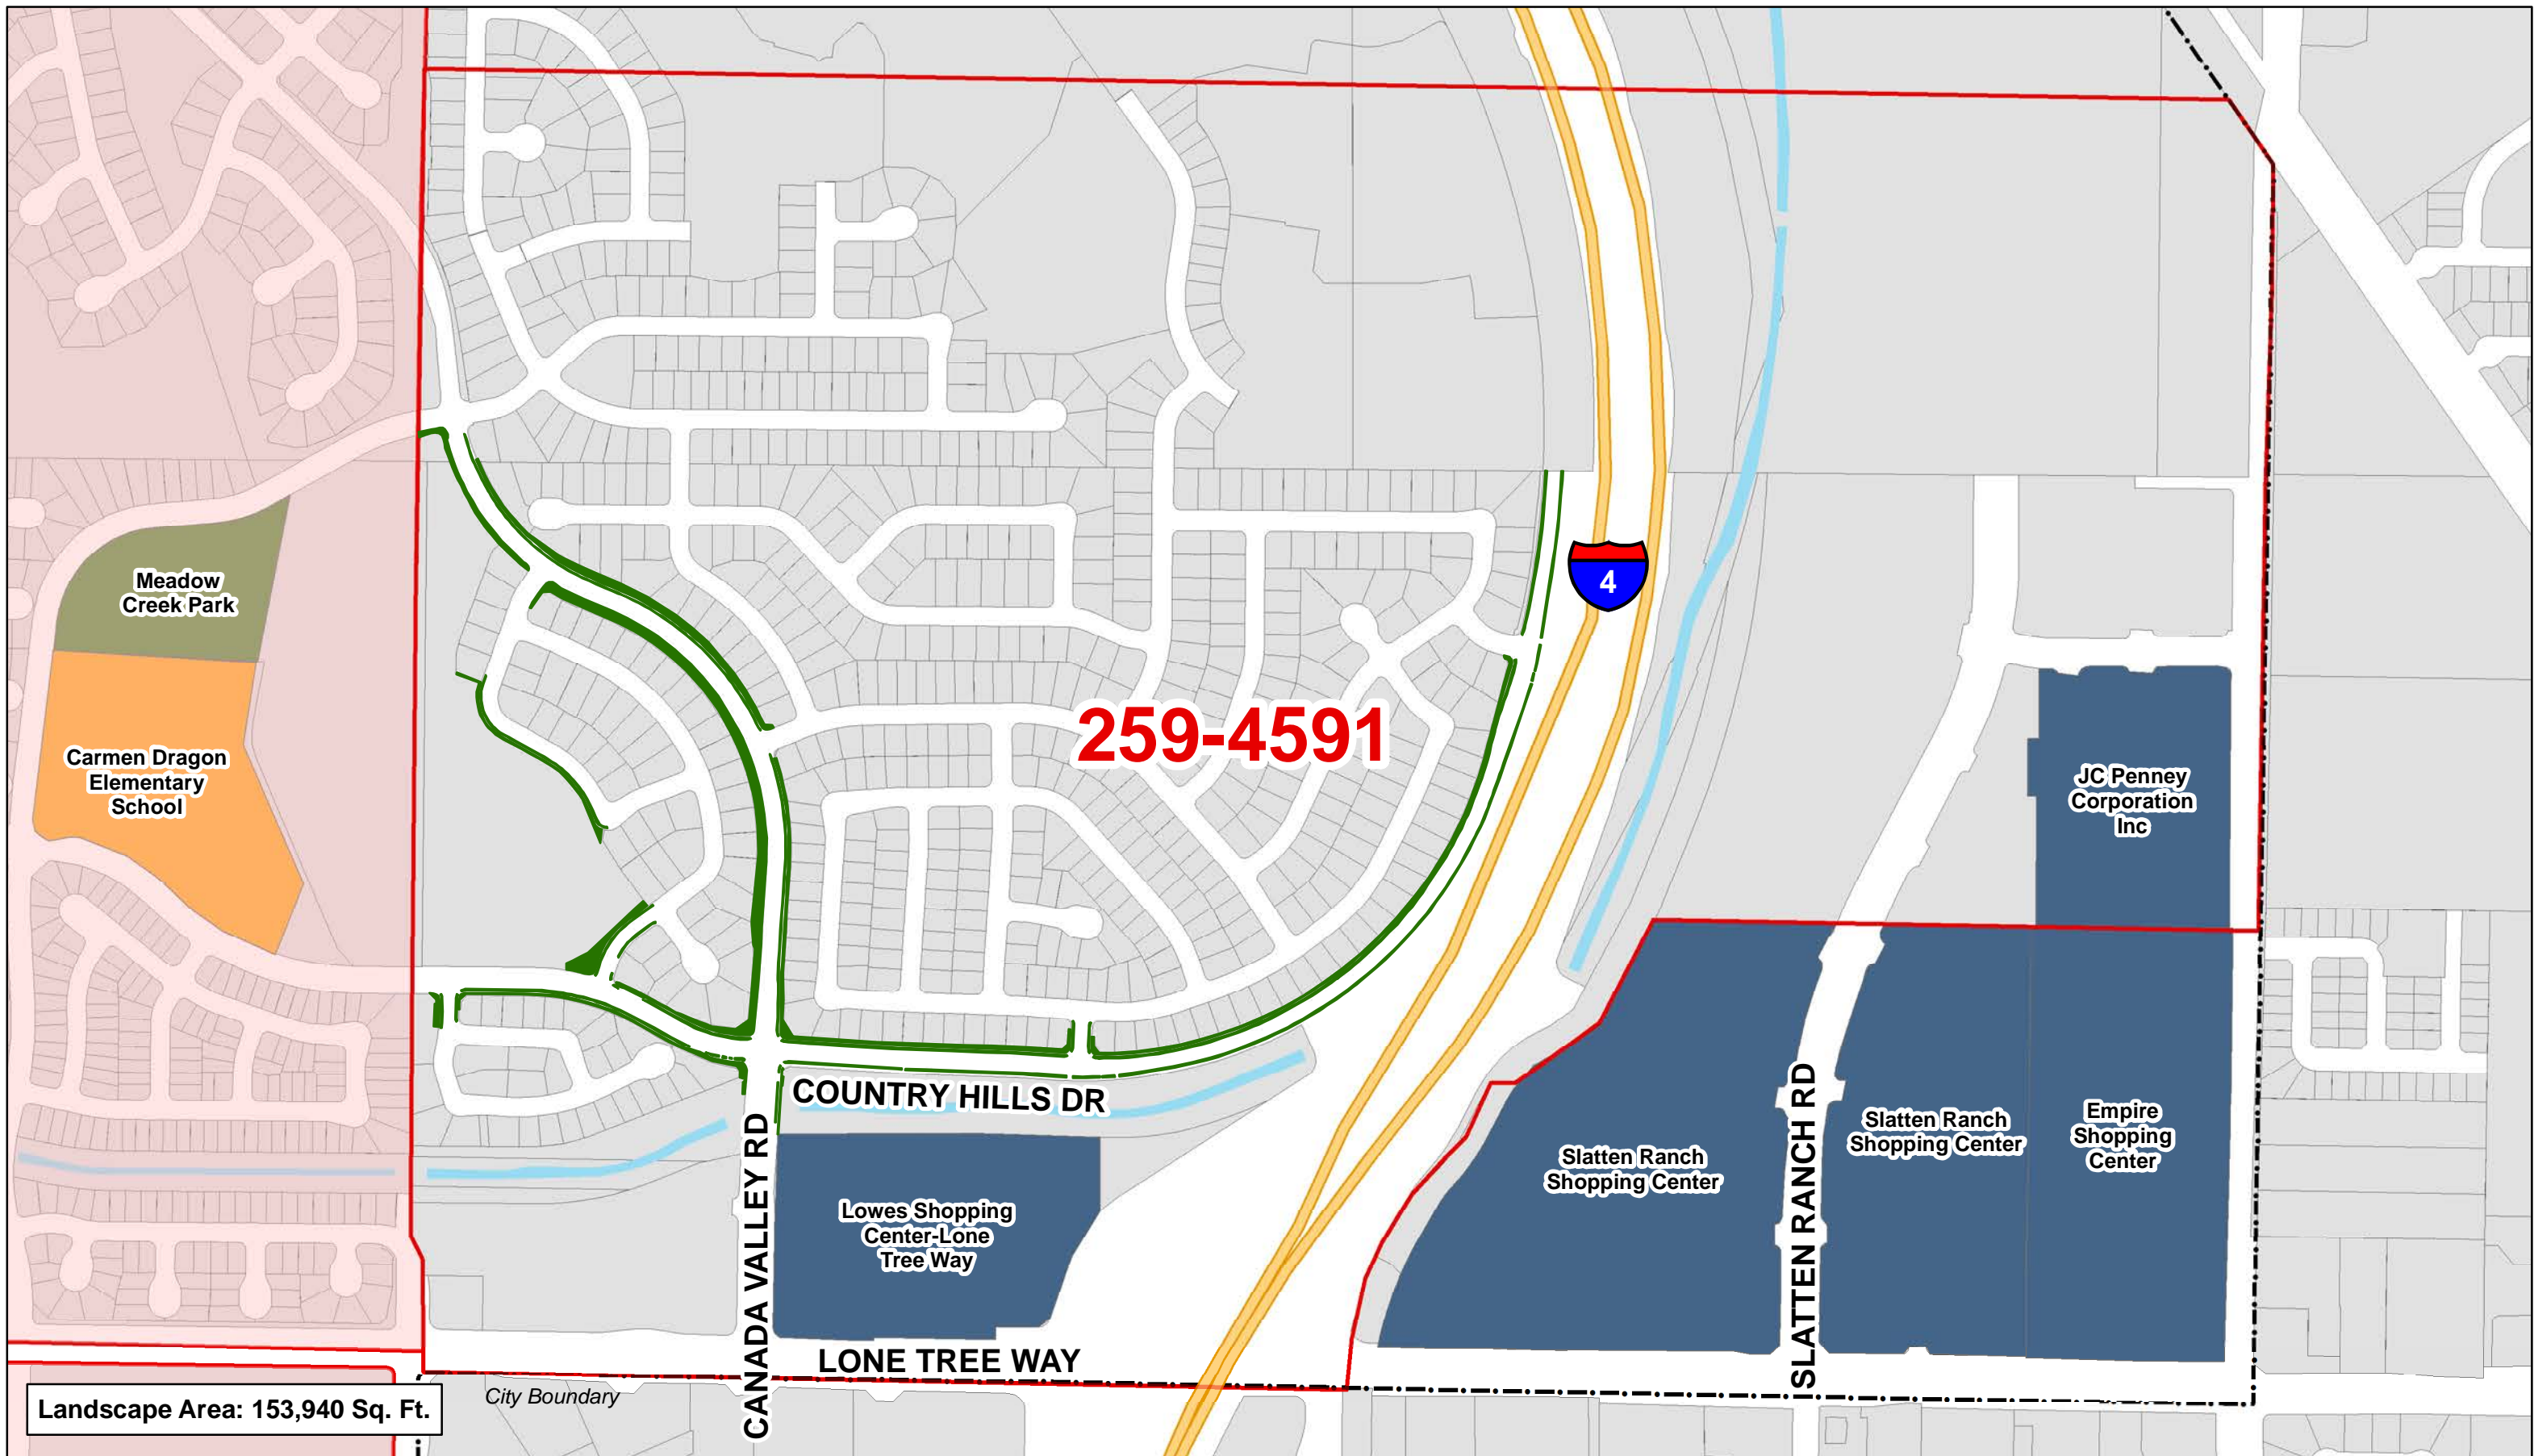 4
Meadow
Creek Park
259-4591
Carmen Dragon
Elementary
School
JC Penney
Corporation
Inc
COUNTRY HILLS DR
CANADA VALLEY RD
SLATTEN RANCH RD
Slatten Ranch
Shopping Center
Empire
Shopping
Center
Slatten Ranch
Shopping Center
Lowes Shopping
Center-Lone
Tree Way
LONE TREE WAY
City Boundary
Landscape Area: 153,940 Sq. Ft.